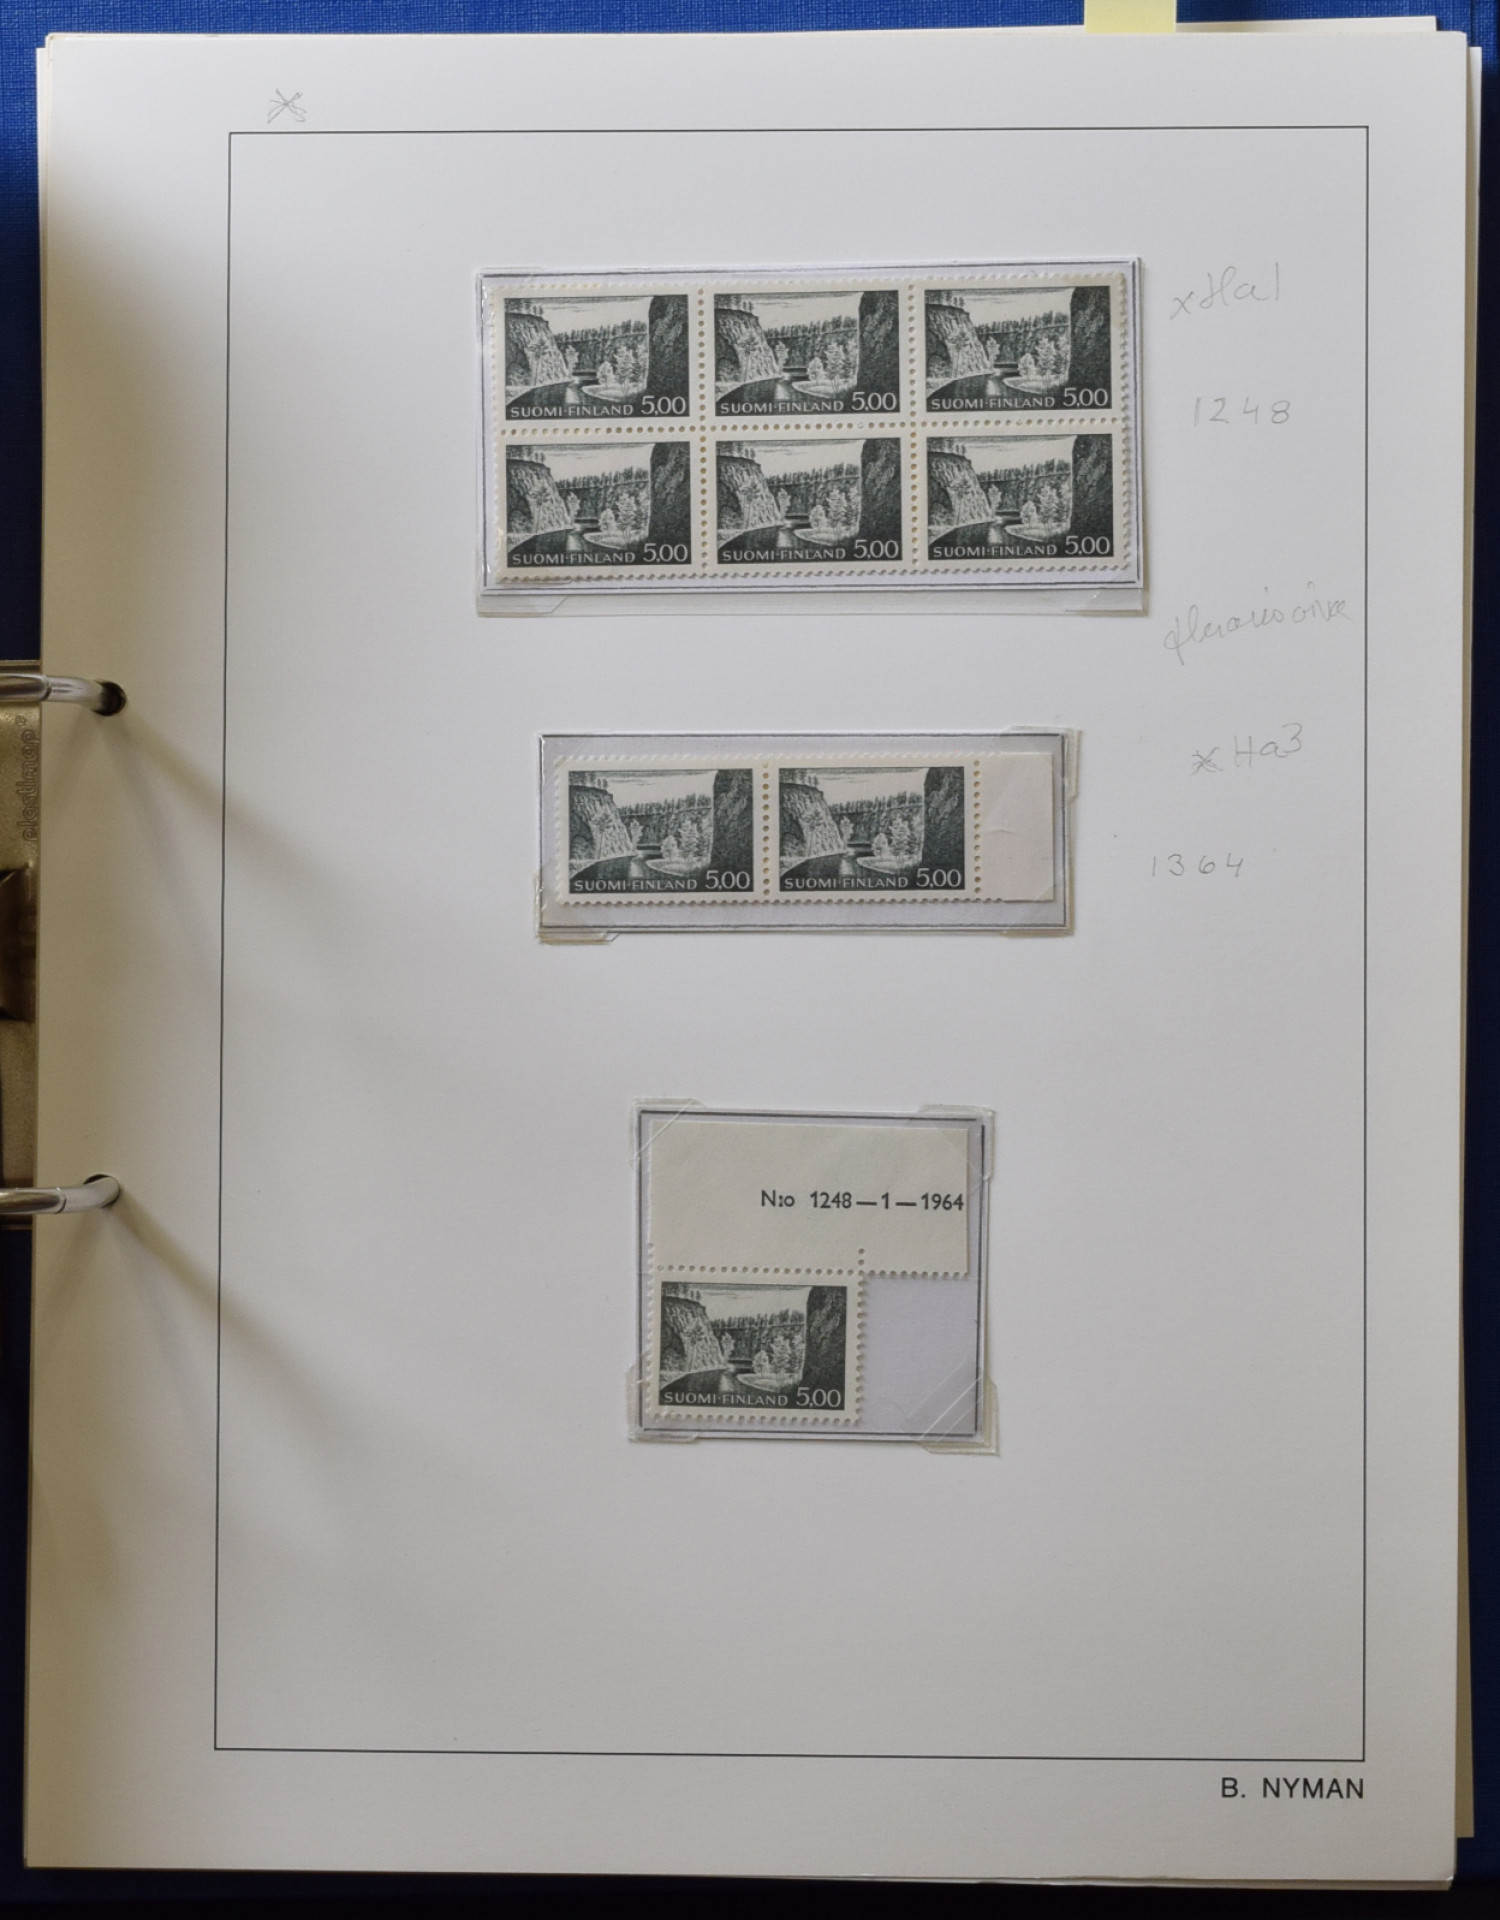 SUOMI-FINLAND 5,00 SUOMI-FINLAND 5,00 SUOMI-FINLAND 5,00
xHa1
1248
SUOMI-FINLAND 5,00 SUOMI-FINLAND 5,00 SUOMI-FINLAND 5,00
xHa3
SUOMI-FINLAND 5,00 SUOMI-FINLAND 5,00
1364
N:o 1248—1—1964
SUOMI-FINLAND 5,00
B. NYMAN